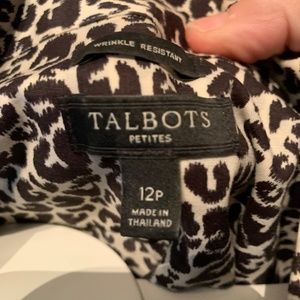 WRINKLE RESISTANT
TALBOTS
PETITES
12P
MADE IN
THAILAND